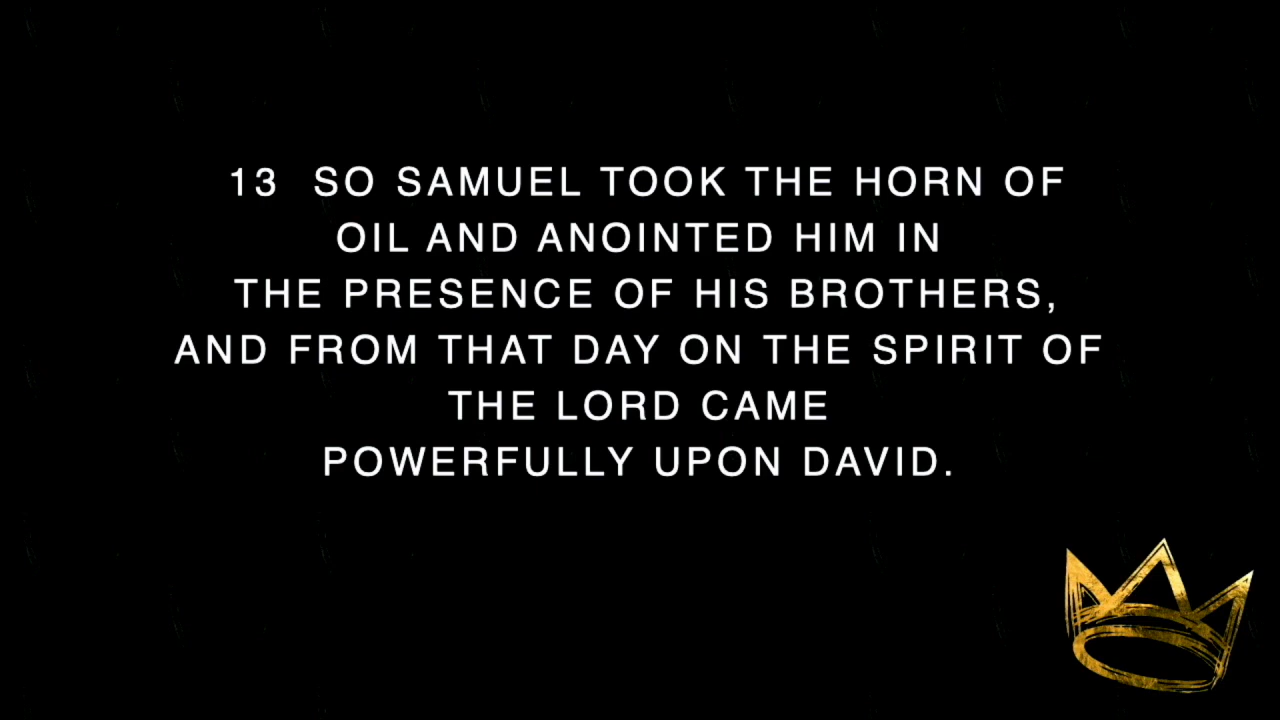 13 SO SAMUEL TOOK THE HORN OF
OIL AND ANOINTED HIM IN
THE PRESENCE OF HIS BROTHERS,
AND FROM THAT DAY ON THE SPIRIT OF
THE LORD CAME
POWERFULLY UPON DAVID.